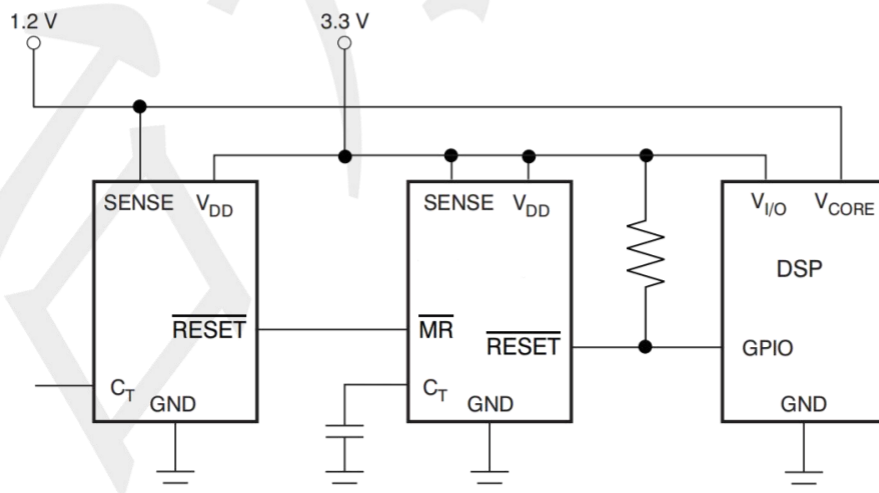 1.2 V
3.3 V
SENSE VDD
SENSE VDD
VI/O VCORE
DSP
RESET
MR
RESET
GPIO
CT
GND
CT
GND
GND